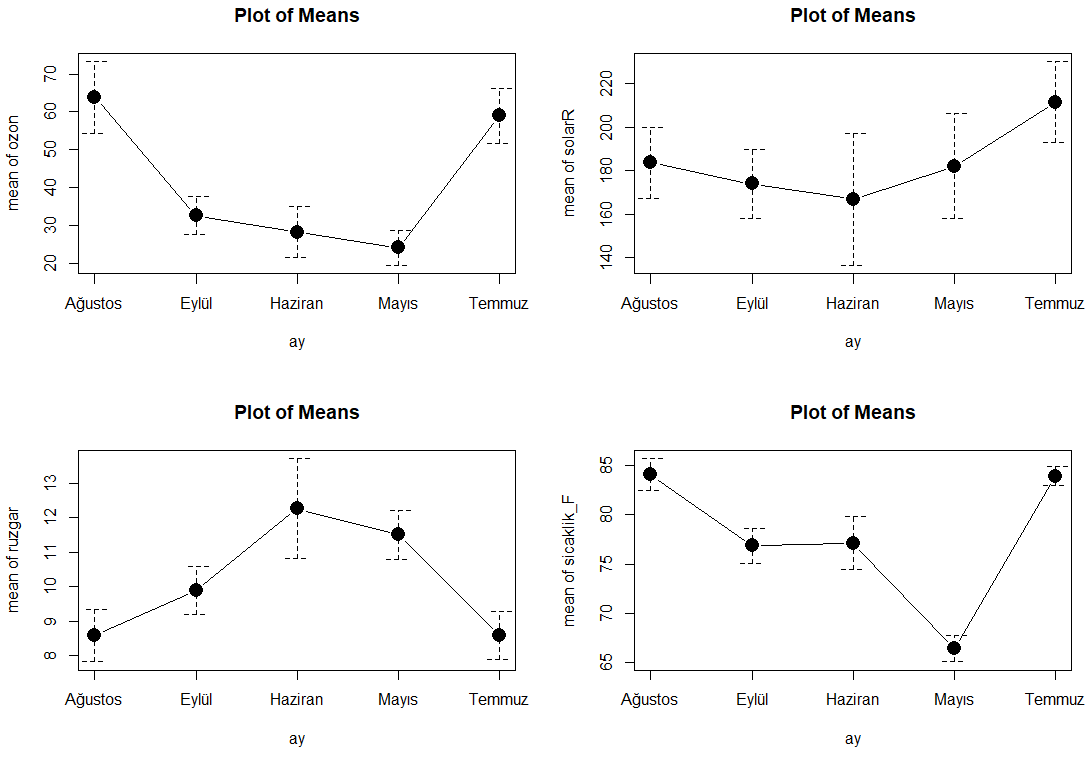 Plot of Means
mean of ozon
70
60
50
40
30
20
Ağustos Eylül Haziran Mayıs Temmuz
ay
Plot of Means
mean of solarR
220
200
180
160
140
Ağustos Eylül Haziran Mayıs Temmuz
ay
Plot of Means
mean of ruzgar
13
12
11
10
9
8
Ağustos Eylül Haziran Mayıs Temmuz
ay
Plot of Means
mean of sicaklik_F
85
80
75
70
65
Ağustos Eylül Haziran Mayıs Temmuz
ay